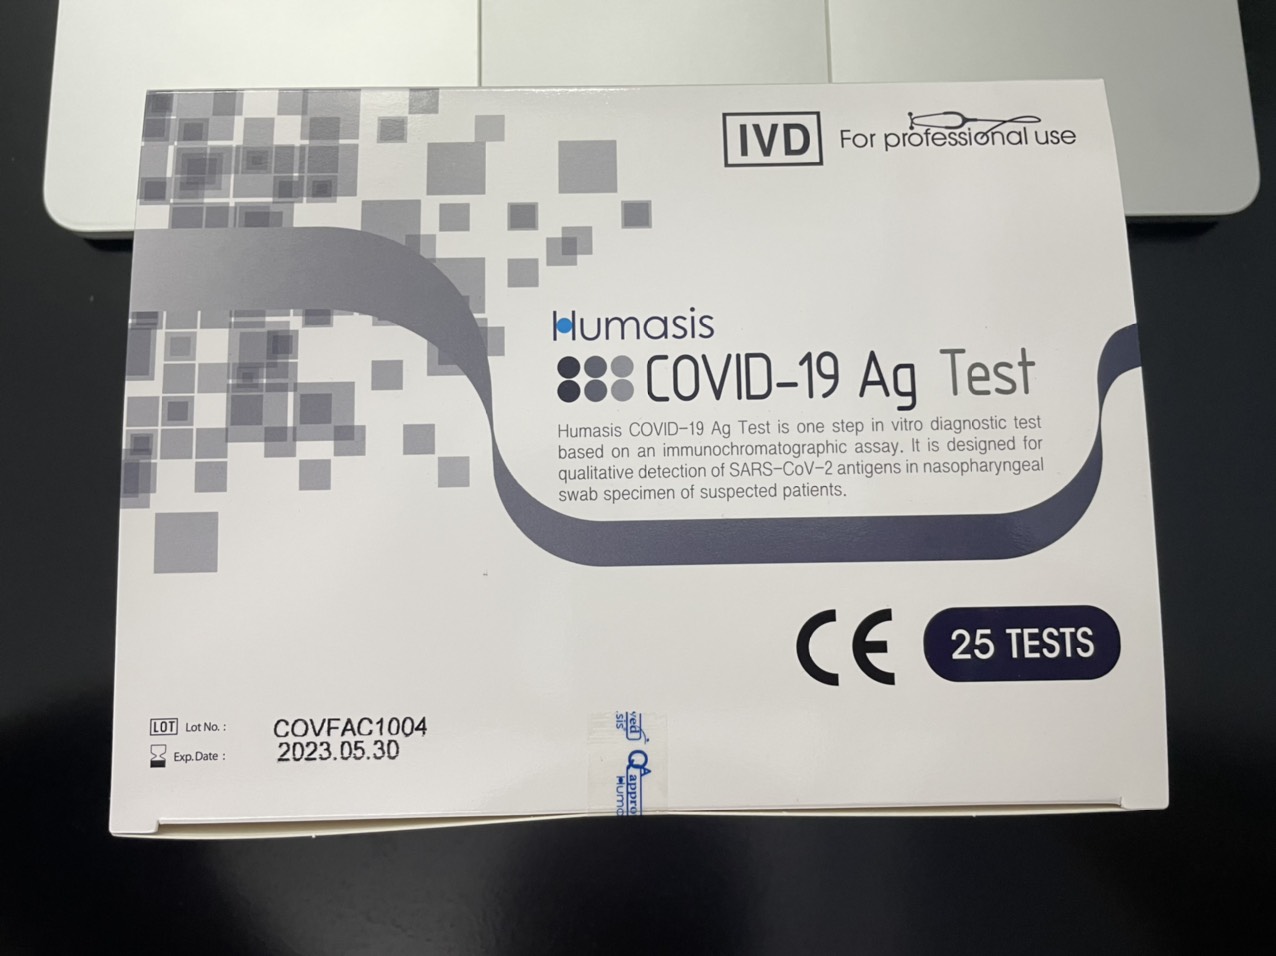 IVD For professional use
Humasis
COVID-19 Ag Test
Humasis COVID-19 Ag Test is one step in vitro diagnostic test
based on an immunochromatographic assay. It is designed for
qualitative detection of SARS-CoV-2 antigens in nasopharyngeal
swab specimen of suspected patients.
CE 25 TESTS
LOT Lot No. : COVFAC1004
Exp.Date : 2023.05.30
QA